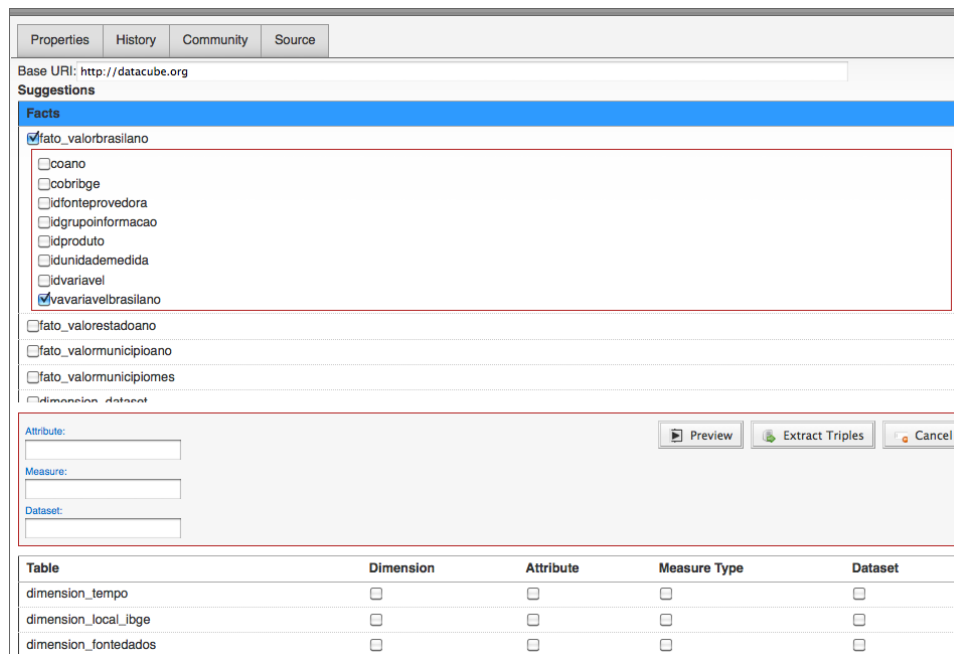 Properties History Community Source
Base URI: http://datacube.org
Suggestions
Facts
fato_valorbrasilano
coano
cobribge
idfonteprovedora
idgrupoinformacao
idproduto
idunidademedida
idvariavel
vavariavelbrasilano
fato_valorestadoano
fato_valormunicipioano
fato_valormunicipiomes
dimension_dataset
Attribute:
Preview Extract Triples Cancel
Measure:
Dataset:
Table Dimension Attribute Measure Type Dataset
dimension_tempo
dimension_local_ibge
dimension_fontedados